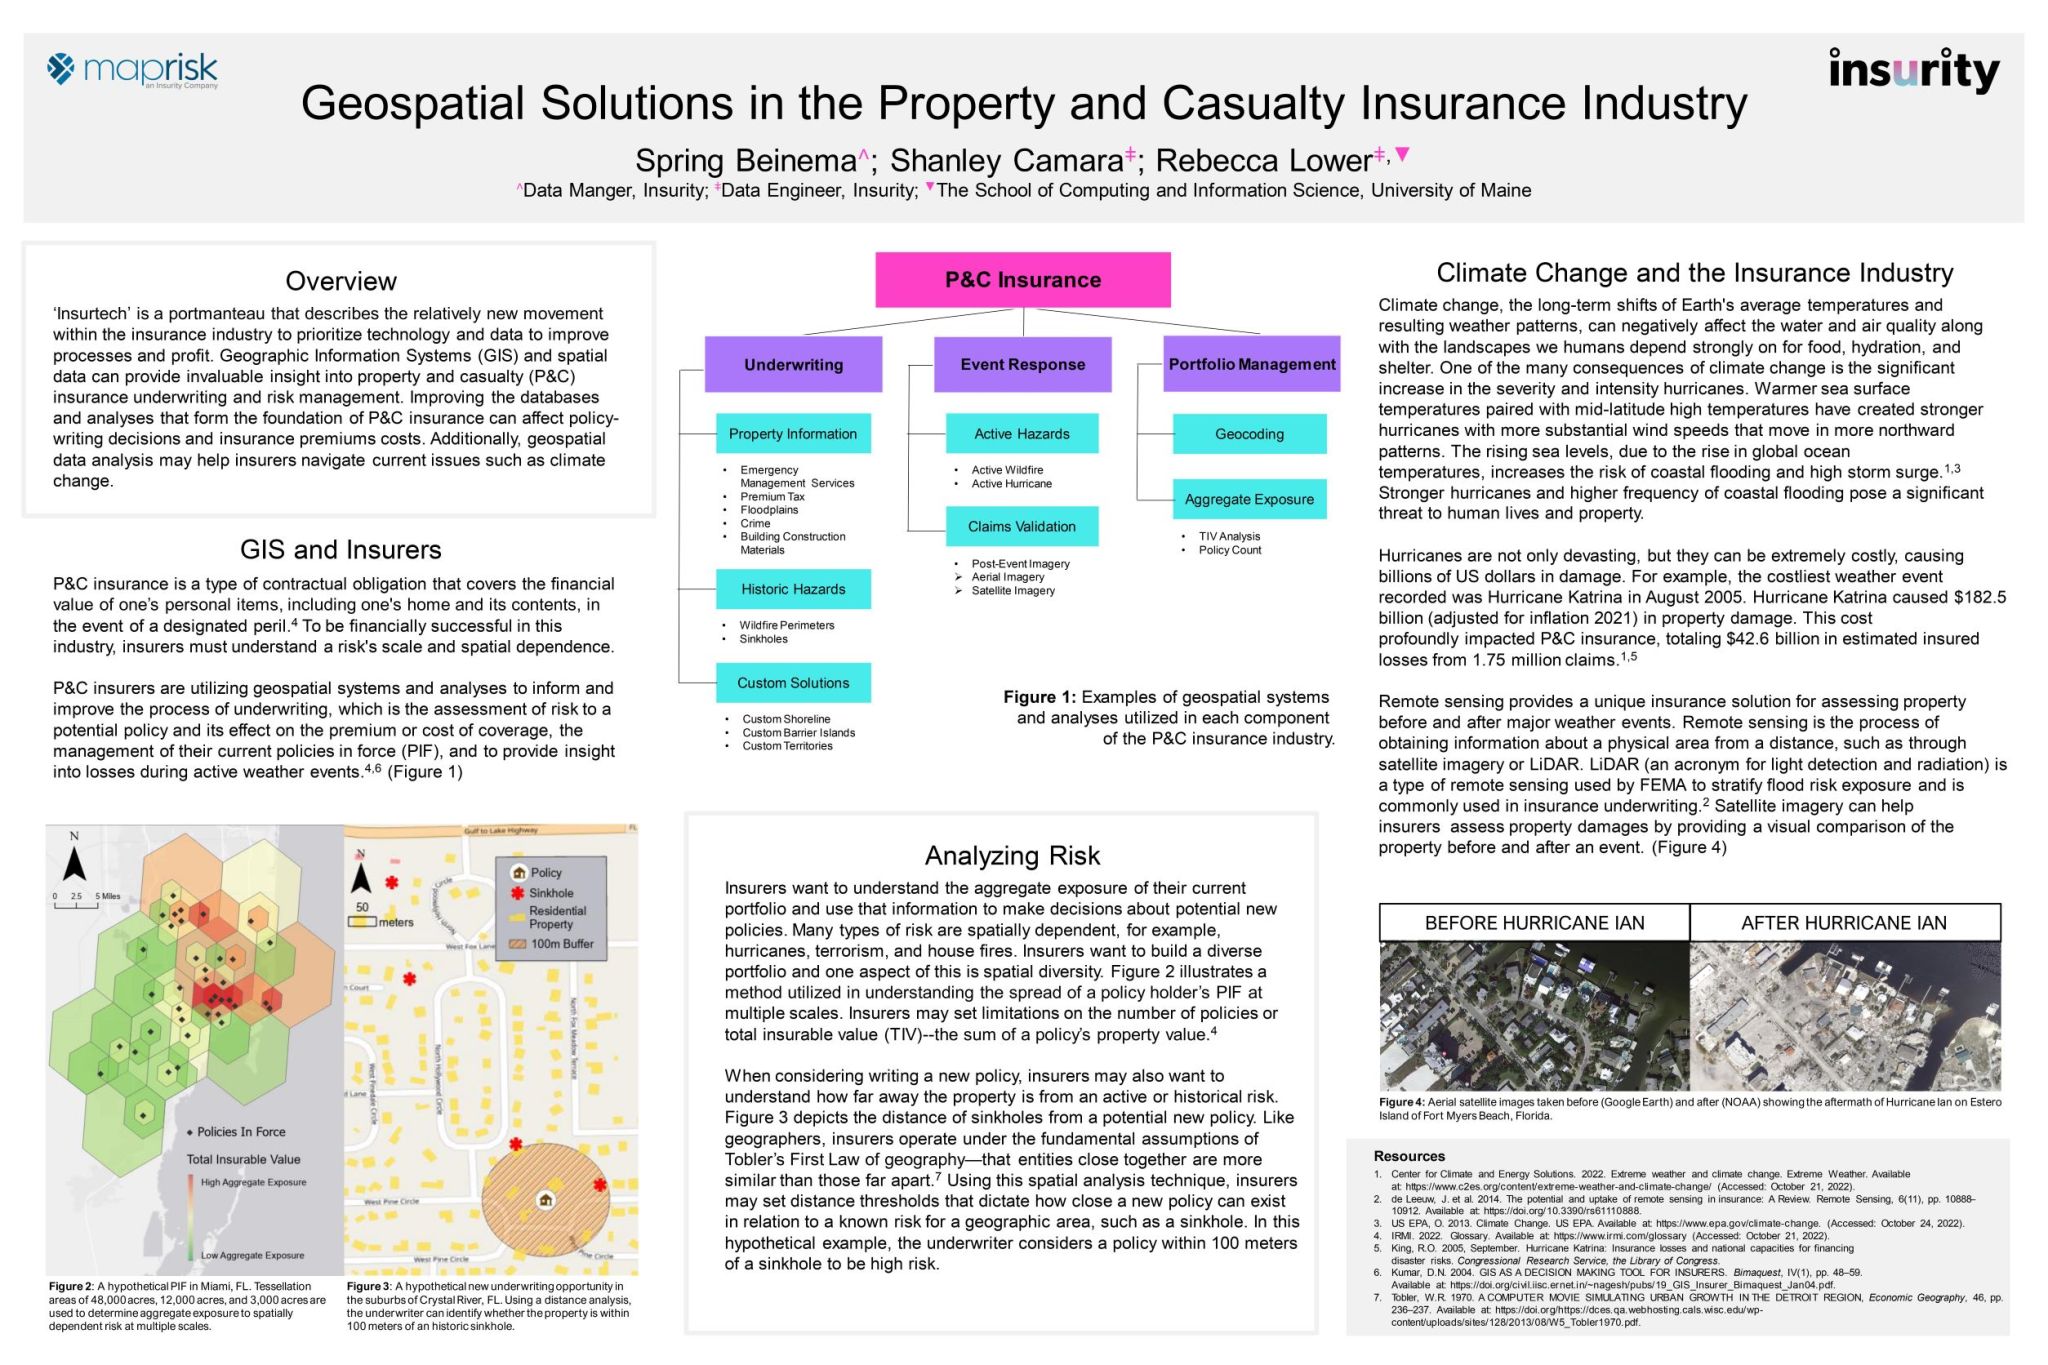 maprisk
an Insurity Company
insurity
Geospatial Solutions in the Property and Casualty Insurance Industry
Spring Beinema^; Shanley Camara‡; Rebecca Lower‡,▼
^Data Manger, Insurity; ‡Data Engineer, Insurity; ▼The School of Computing and Information Science, University of Maine
Overview
‘Insurtech’ is a portmanteau that describes the relatively new movement
within the insurance industry to prioritize technology and data to improve
processes and profit. Geographic Information Systems (GIS) and spatial
data can provide invaluable insight into property and casualty (P&C)
insurance underwriting and risk management. Improving the databases
and analyses that form the foundation of P&C insurance can affect policy-
writing decisions and insurance premiums costs. Additionally, geospatial
data analysis may help insurers navigate current issues such as climate
change.
GIS and Insurers
P&C insurance is a type of contractual obligation that covers the financial
value of one’s personal items, including one's home and its contents, in
the event of a designated peril.4 To be financially successful in this
industry, insurers must understand a risk's scale and spatial dependence.
P&C insurers are utilizing geospatial systems and analyses to inform and
improve the process of underwriting, which is the assessment of risk to a
potential policy and its effect on the premium or cost of coverage, the
management of their current policies in force (PIF), and to provide insight
into losses during active weather events.4,6 (Figure 1)
N
0 2.5 5 Miles
Policies In Force
Total Insurable Value
High Aggregate Exposure
Low Aggregate Exposure
Figure 2: A hypothetical PIF in Miami, FL. Tessellation
areas of 48,000 acres, 12,000 acres, and 3,000 acres are
used to determine aggregate exposure to spatially
dependent risk at multiple scales.
Gulf to Lake Highway
FL
N
50
meters
Policy
Sinkhole
Residential
Property
100m Buffer
Circle
North Hollywood
West Fox Lane
n Court
North Fox Meadow Terrace
North Hollywood Circle
West Pinedale Circle
d Lane
West Pine Circle
West Pine Circle
Pine Circle
Figure 3: A hypothetical new underwriting opportunity in
the suburbs of Crystal River, FL. Using a distance analysis,
the underwriter can identify whether the property is within
100 meters of an historic sinkhole.
P&C Insurance
Underwriting
Property Information
• Emergency
Management Services
• Premium Tax
• Floodplains
• Crime
• Building Construction
Materials
Historic Hazards
• Wildfire Perimeters
• Sinkholes
Custom Solutions
• Custom Shoreline
• Custom Barrier Islands
• Custom Territories
Event Response
Active Hazards
• Active Wildfire
• Active Hurricane
Claims Validation
• Post-Event Imagery
➢ Aerial Imagery
➢ Satellite Imagery
Portfolio Management
Geocoding
Aggregate Exposure
• TIV Analysis
• Policy Count
Figure 1: Examples of geospatial systems
and analyses utilized in each component
of the P&C insurance industry.
Analyzing Risk
Insurers want to understand the aggregate exposure of their current
portfolio and use that information to make decisions about potential new
policies. Many types of risk are spatially dependent, for example,
hurricanes, terrorism, and house fires. Insurers want to build a diverse
portfolio and one aspect of this is spatial diversity. Figure 2 illustrates a
method utilized in understanding the spread of a policy holder’s PIF at
multiple scales. Insurers may set limitations on the number of policies or
total insurable value (TIV)--the sum of a policy’s property value.4
When considering writing a new policy, insurers may also want to
understand how far away the property is from an active or historical risk.
Figure 3 depicts the distance of sinkholes from a potential new policy. Like
geographers, insurers operate under the fundamental assumptions of
Tobler’s First Law of geography—that entities close together are more
similar than those far apart.7 Using this spatial analysis technique, insurers
may set distance thresholds that dictate how close a new policy can exist
in relation to a known risk for a geographic area, such as a sinkhole. In this
hypothetical example, the underwriter considers a policy within 100 meters
of a sinkhole to be high risk.
Climate Change and the Insurance Industry
Climate change, the long-term shifts of Earth's average temperatures and
resulting weather patterns, can negatively affect the water and air quality along
with the landscapes we humans depend strongly on for food, hydration, and
shelter. One of the many consequences of climate change is the significant
increase in the severity and intensity hurricanes. Warmer sea surface
temperatures paired with mid-latitude high temperatures have created stronger
hurricanes with more substantial wind speeds that move in more northward
patterns. The rising sea levels, due to the rise in global ocean
temperatures, increases the risk of coastal flooding and high storm surge.1,3
Stronger hurricanes and higher frequency of coastal flooding pose a significant
threat to human lives and property.
Hurricanes are not only devasting, but they can be extremely costly, causing
billions of US dollars in damage. For example, the costliest weather event
recorded was Hurricane Katrina in August 2005. Hurricane Katrina caused $182.5
billion (adjusted for inflation 2021) in property damage. This cost
profoundly impacted P&C insurance, totaling $42.6 billion in estimated insured
losses from 1.75 million claims.1,5
Remote sensing provides a unique insurance solution for assessing property
before and after major weather events. Remote sensing is the process of
obtaining information about a physical area from a distance, such as through
satellite imagery or LiDAR. LiDAR (an acronym for light detection and radiation) is
a type of remote sensing used by FEMA to stratify flood risk exposure and is
commonly used in insurance underwriting.2 Satellite imagery can help
insurers assess property damages by providing a visual comparison of the
property before and after an event. (Figure 4)
BEFORE HURRICANE IAN
AFTER HURRICANE IAN
Figure 4: Aerial satellite images taken before (Google Earth) and after (NOAA) showing the aftermath of Hurricane Ian on Estero
Island of Fort Myers Beach, Florida.
Resources
1. Center for Climate and Energy Solutions. 2022. Extreme weather and climate change. Extreme Weather. Available
at: https://www.c2es.org/content/extreme-weather-and-climate-change/ (Accessed: October 21, 2022).
2. de Leeuw, J. et al. 2014. The potential and uptake of remote sensing in insurance: A Review. Remote Sensing, 6(11), pp. 10888–
10912. Available at: https://doi.org/10.3390/rs61110888.
3. US EPA, O. 2013. Climate Change. US EPA. Available at: https://www.epa.gov/climate-change. (Accessed: October 24, 2022).
4. IRMI. 2022. Glossary. Available at: https://www.irmi.com/glossary (Accessed: October 21, 2022).
5. King, R.O. 2005, September. Hurricane Katrina: Insurance losses and national capacities for financing
disaster risks. Congressional Research Service, the Library of Congress.
6. Kumar, D.N. 2004. GIS AS A DECISION MAKING TOOL FOR INSURERS. Bimaquest, IV(1), pp. 48–59.
Available at: https://doi.org/civil.iisc.ernet.in/~nagesh/pubs/19_GIS_Insurer_Bimaquest_Jan04.pdf.
7. Tobler, W.R. 1970. A COMPUTER MOVIE SIMULATING URBAN GROWTH IN THE DETROIT REGION, Economic Geography, 46, pp.
236–237. Available at: https://doi.org/https://dces.qa.webhosting.cals.wisc.edu/wp-
content/uploads/sites/128/2013/08/W5_Tobler1970.pdf.